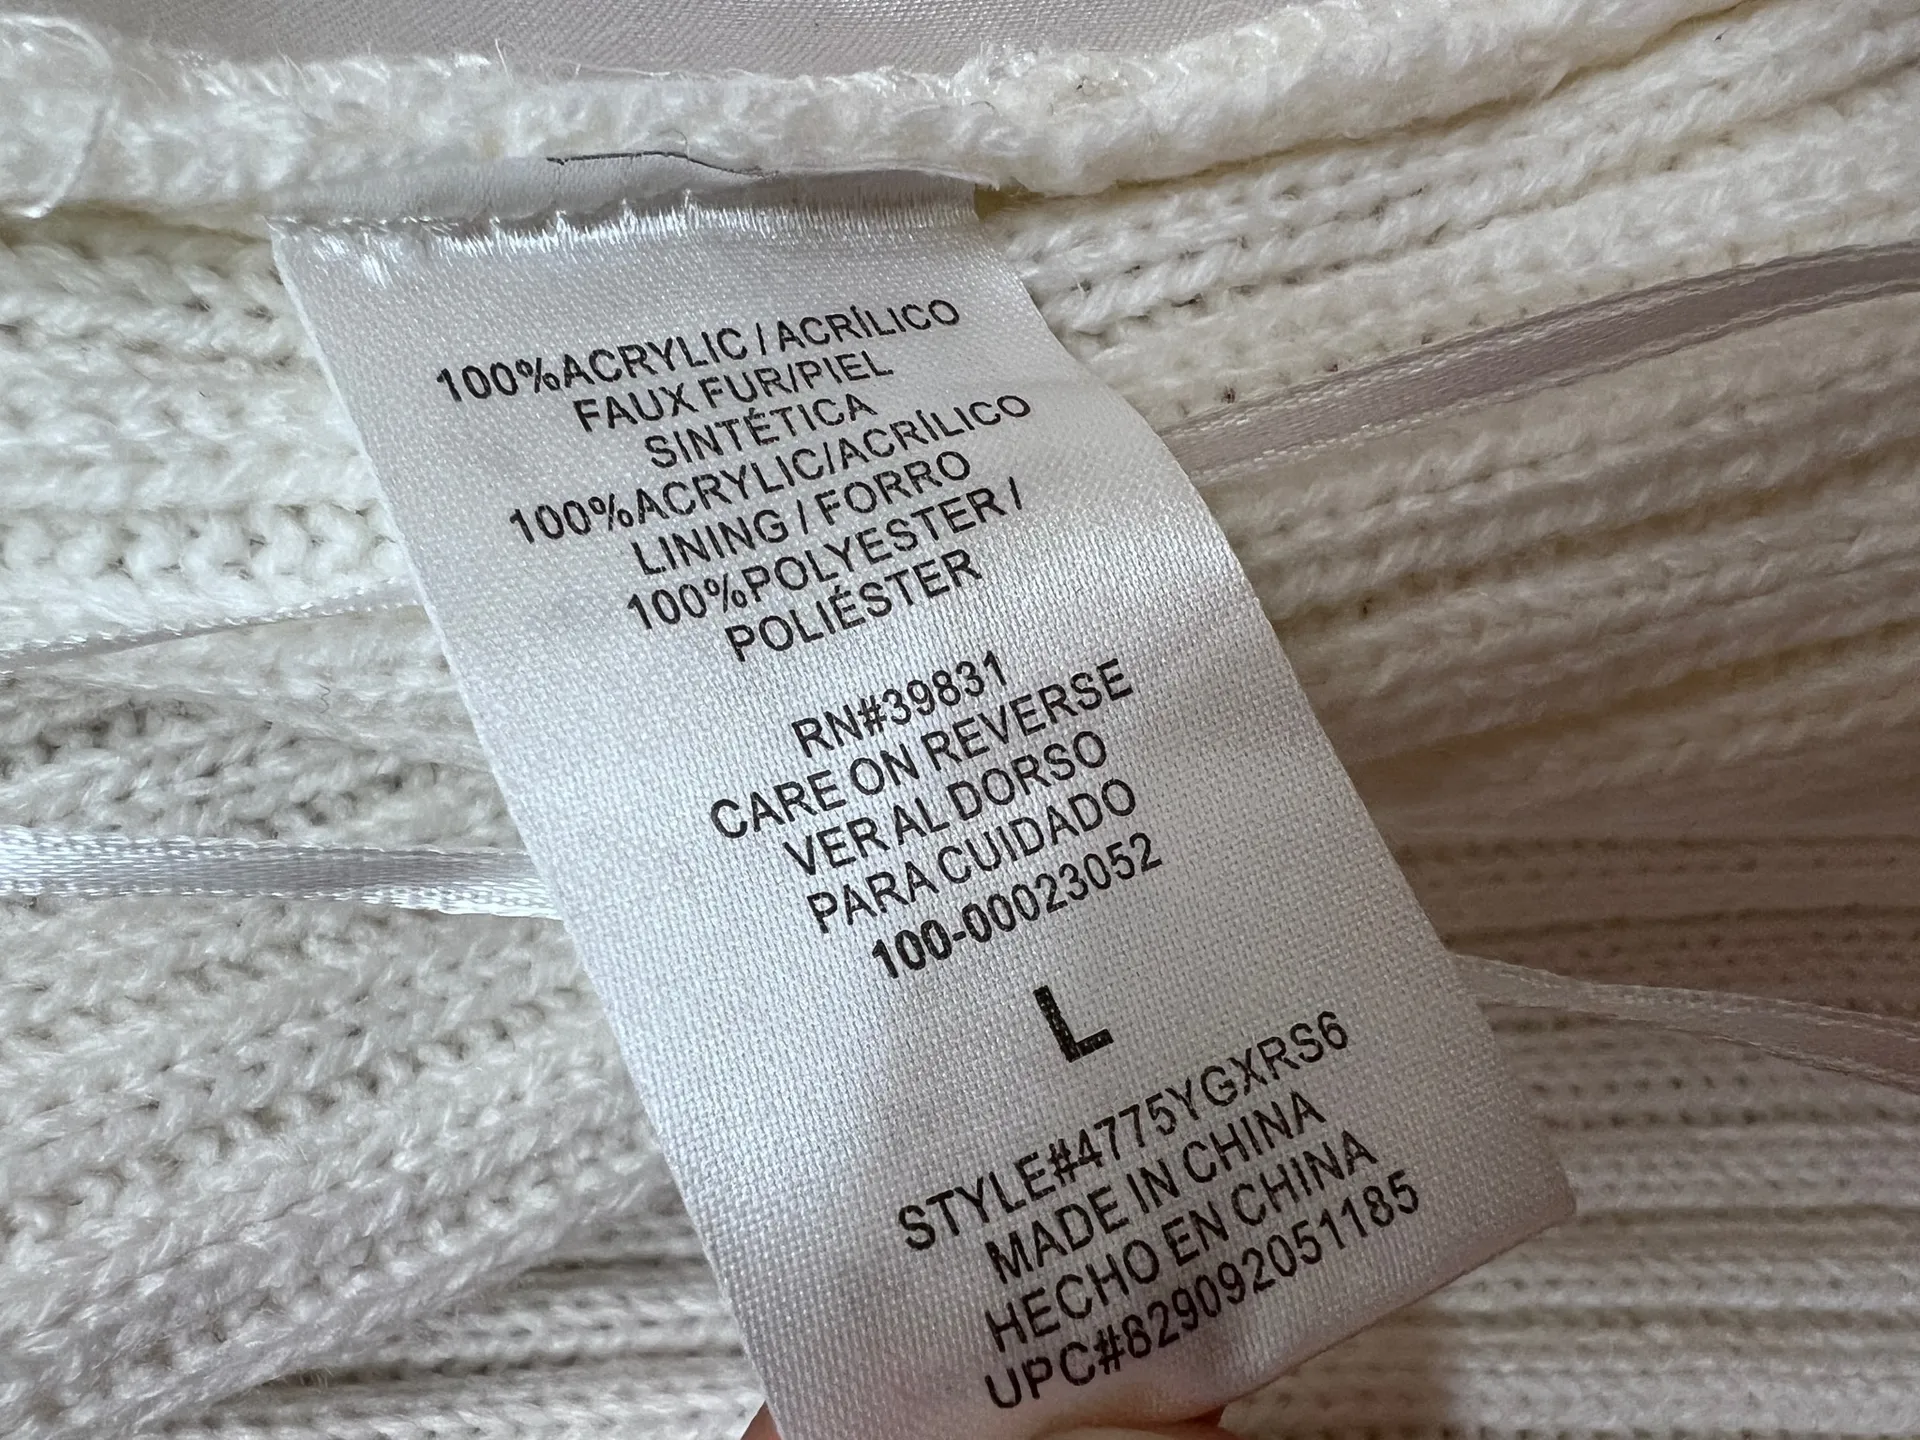 100%ACRYLIC / ACRÍLICO
FAUX FUR/PIEL
SINTÉTICA
100%ACRYLIC/ACRÍLICO
LINING / FORRO
100%POLYESTER /
POLIÉSTER
RN#39831
CARE ON REVERSE
VER AL DORSO
PARA CUIDADO
100-00023052
L
STYLE#4775YGXRS6
MADE IN CHINA
HECHO EN CHINA
UPC#829092051185